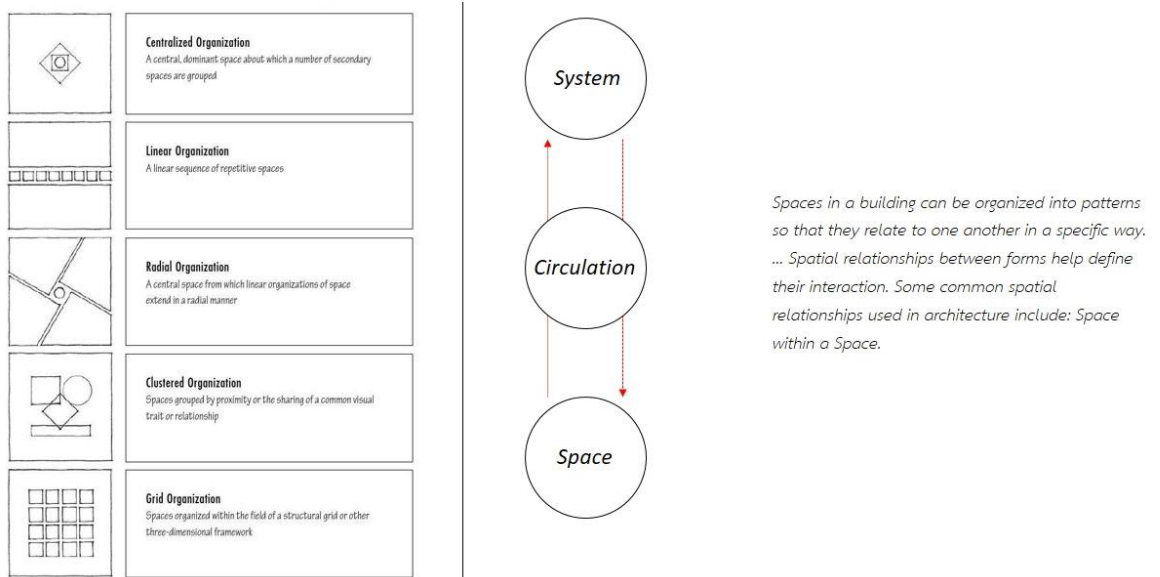 Centralized Organization
A central, dominant space about which a number of secondary
spaces are grouped
Linear Organization
A linear sequence of repetitive spaces
Radial Organization
A central space from which linear organizations of space
extend in a radial manner
Clustered Organization
Spaces grouped by proximity or the sharing of a common visual
trait or relationship
Grid Organization
Spaces organized within the field of a structural grid or other
three-dimensional framework
System
Circulation
Space
Spaces in a building can be organized into patterns
so that they relate to one another in a specific way.
... Spatial relationships between forms help define
their interaction. Some common spatial
relationships used in architecture include: Space
within a Space.